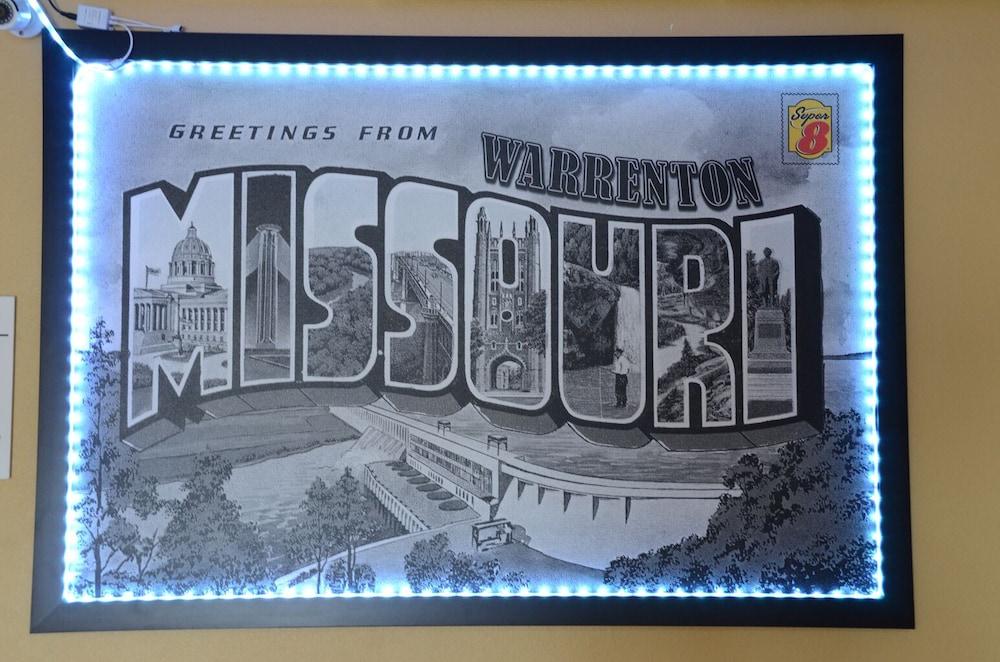 GREETINGS FROM
WARRENTON
MISSOURI
Super
8